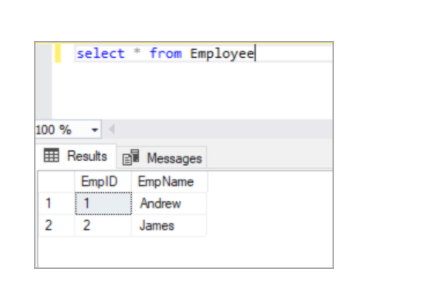 select * from Employee
100 %
Results Messages
EmpID EmpName
1 1 Andrew
2 2 James